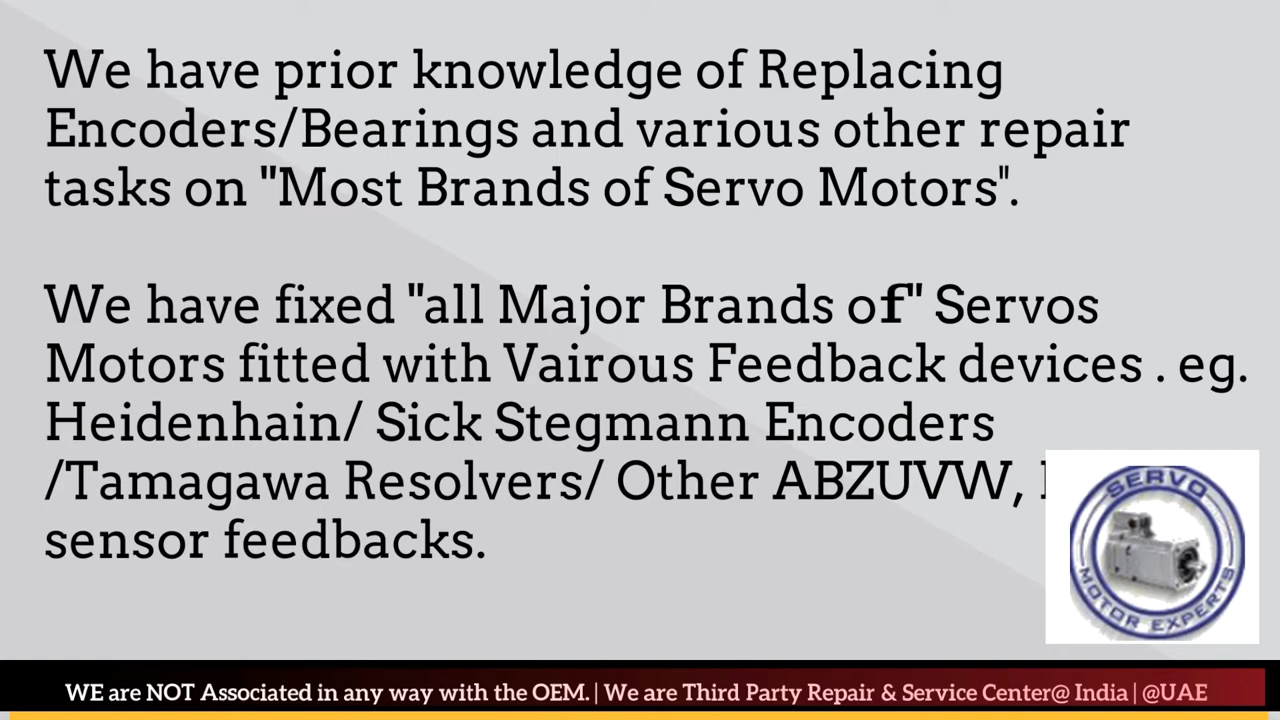 We have prior knowledge of Replacing
Encoders/Bearings and various other repair
tasks on "Most Brands of Servo Motors".
We have fixed "all Major Brands of" Servos
Motors fitted with Vairous Feedback devices . eg.
Heidenhain/ Sick Stegmann Encoders
/Tamagawa Resolvers/ Other ABZUVW,
sensor feedbacks.
SERVO
MOTOR EXPERTS
WE are NOT Associated in any way with the OEM. | We are Third Party Repair & Service Center@ India | @UAE